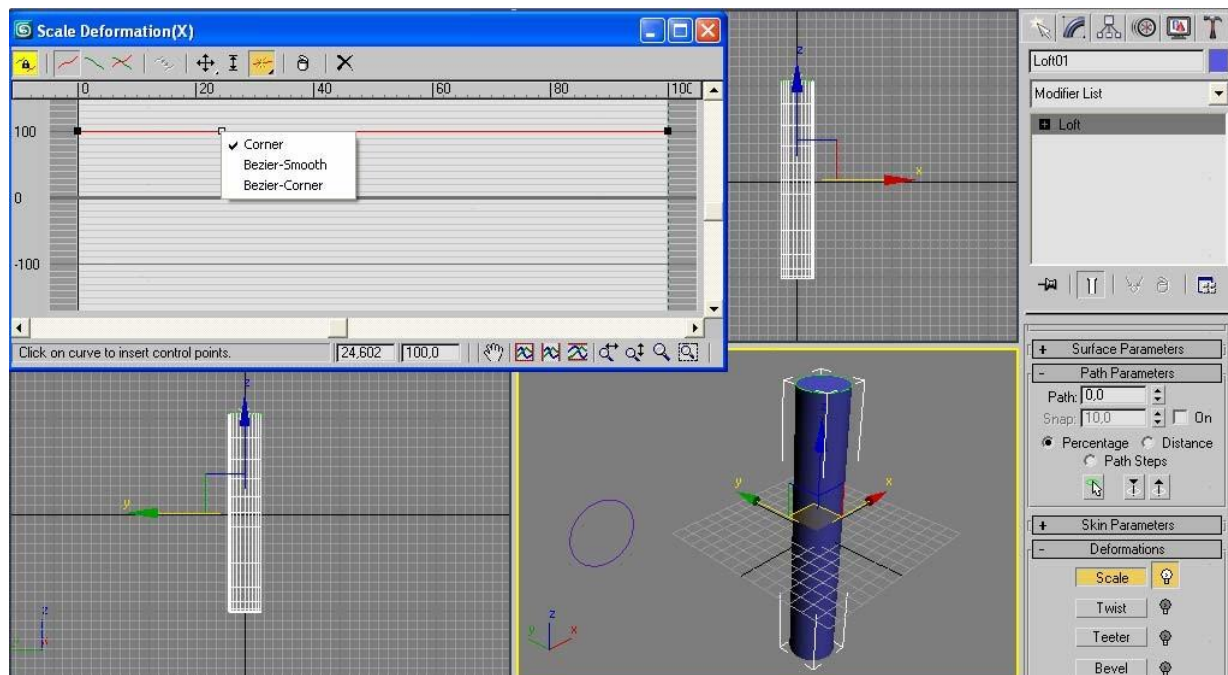 Scale Deformation(X)
0 20 40 60 80 100
100
0
-100
Corner
Bezier-Smooth
Bezier-Corner
Click on curve to insert control points. 24,602 100,0
Loft01
Modifier List
Loft
Surface Parameters
Path Parameters
Path: 0,0
Snap: 10,0 On
Percentage Distance
Path Steps
Skin Parameters
Deformations
Scale
Twist
Teeter
Bevel
z
x
z
y
z
x
z
y x
z
y x